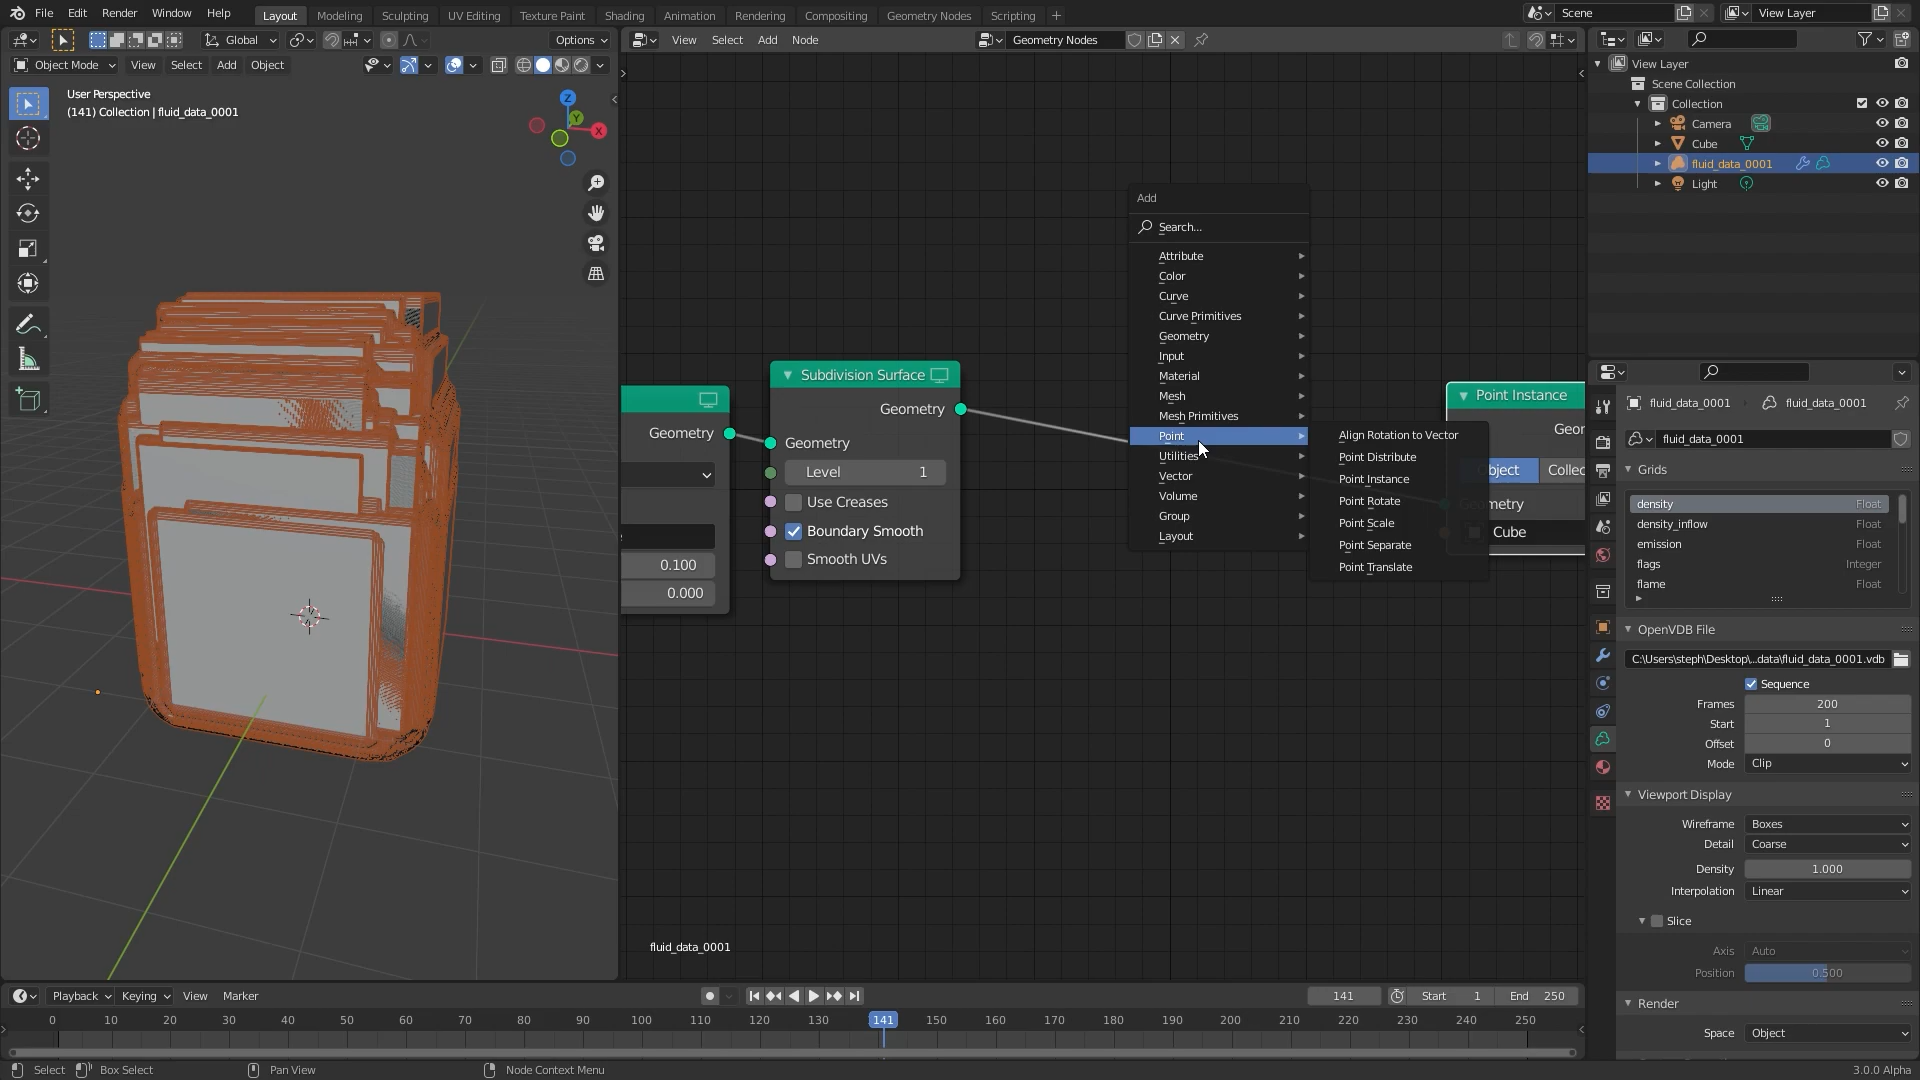 File Edit Render Window Help Layout Modeling Sculpting UV Editing Texture Paint Shading Animation Rendering Compositing Geometry Nodes Scripting + Scene View Layer
Global Options View Select Add Node Geometry Nodes
Object Mode View Select Add Object
User Perspective
(141) Collection | fluid_data_0001
Z
Y
X
Geometry
0.100
0.000
Subdivision Surface
Geometry
Geometry
Level 1
Use Creases
Boundary Smooth
Smooth UVs
Add
Search...
Attribute
Color
Curve
Curve Primitives
Geometry
Input
Material
Mesh
Mesh Primitives
Point
Utilities
Vector
Volume
Group
Layout
Align Rotation to Vector
Point Distribute
Point Instance
Point Rotate
Point Scale
Point Separate
Point Translate
Point Instance
Cube
fluid_data_0001
View Layer
Scene Collection
Collection
Camera
Cube
fluid_data_0001
Light
fluid_data_0001 fluid_data_0001
fluid_data_0001
Grids
density Float
density_inflow Float
emission Float
flags Integer
flame Float
OpenVDB File
C:\Users\steph\Desktop\,..data\fluid_data_0001.vdb
Sequence
Frames 200
Start 1
Offset 0
Mode Clip
Viewport Display
Wireframe Boxes
Detail Coarse
Density 1.000
Interpolation Linear
Slice
Axis Auto
Position 0.500
Render
Space Object
Playback Keying View Marker 141 Start 1 End 250
0 10 20 30 40 50 60 70 80 90 100 110 120 130 141 150 160 170 180 190 200 210 220 230 240 250
Select Box Select Pan View Node Context Menu 3.0.0 Alpha